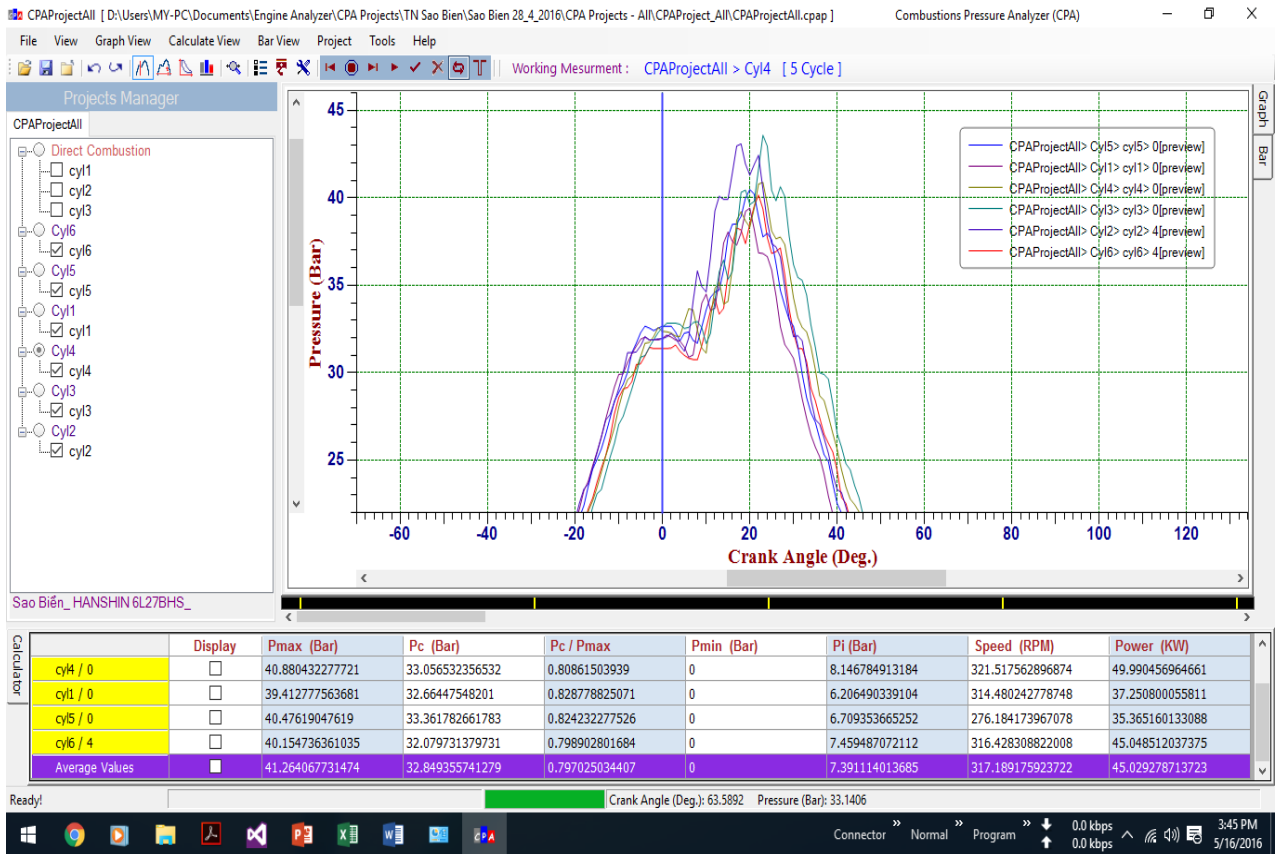 CPAProjectAll [ D:\Users\MY-PC\Documents\Engine Analyzer\CPA Projects\TN Sao Bien\Sao Bien 28_4_2016\CPA Projects - All\CPAProject_All\CPAProjectAll.cpap ] Combustions Pressure Analyzer (CPA)
File View Graph View Calculate View Bar View Project Tools Help
Working Mesurment : CPAProjectAll > Cyl4 [ 5 Cycle ]
Projects Manager
CPAProjectAll
Direct Combustion
cyl1
cyl2
cyl3
Cyl6
cyl6
Cyl5
cyl5
Cyl1
cyl1
Cyl4
cyl4
Cyl3
cyl3
Cyl2
cyl2
Sao Biển_ HANSHIN 6L27BHS_
Pressure (Bar)
45
40
35
30
25
-60 -40 -20 0 20 40 60 80 100 120
Crank Angle (Deg.)
CPAProjectAll> Cyl5> cyl5> 0[preview]
CPAProjectAll> Cyl1> cyl1> 0[preview]
CPAProjectAll> Cyl4> cyl4> 0[preview]
CPAProjectAll> Cyl3> cyl3> 0[preview]
CPAProjectAll> Cyl2> cyl2> 4[preview]
CPAProjectAll> Cyl6> cyl6> 4[preview]
Graph
Bar
Calculator
Display Pmax (Bar) Pc (Bar) Pc / Pmax Pmin (Bar) Pi (Bar) Speed (RPM) Power (KW)
cyl4 / 0 40.880432277721 33.056532356532 0.80861503939 0 8.146784913184 321.517562896874 49.990456964661
cyl1 / 0 39.412777563681 32.66447548201 0.828778825071 0 6.206490339104 314.480242778748 37.250800055811
cyl5 / 0 40.47619047619 33.361782661783 0.824232277526 0 6.709353665252 276.184173967078 35.365160133088
cyl6 / 4 40.154736361035 32.079731379731 0.798902801684 0 7.459487072112 316.428308822008 45.048512037375
Average Values 41.264067731474 32.849355741279 0.797025034407 0 7.391114013685 317.189175923722 45.029278713723
Ready! Crank Angle (Deg.): 63.5892 Pressure (Bar): 33.1406
Connector » Normal » Program » 0.0 kbps 3:45 PM
0.0 kbps 5/16/2016